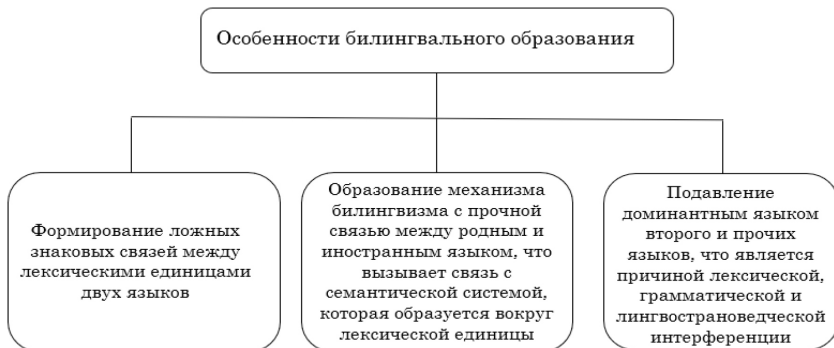 Особенности билингвального образования
Формирование ложных
знаковых связей между
лексическими единицами
двух языков
Образование механизма
билингвизма с прочной
связью между родным и
иностранным языком, что
вызывает связь с
семантической системой,
которая образуется вокруг
лексической единицы
Подавление
доминантным языком
второго и прочих
языков, что является
причиной лексической,
грамматической и
лингвострановедческой
интерференции